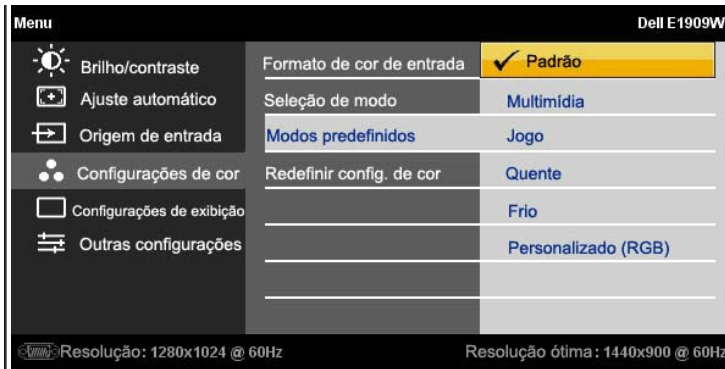 Menu Dell E1909W
Brilho/contraste Formato de cor de entrada Padrão
Ajuste automático Seleção de modo Multimídia
Origem de entrada Modos predefinidos Jogo
Configurações de cor Redefinir config. de cor Quente
Configurações de exibição Frio
Outras configurações Personalizado (RGB)
Resolução: 1280x1024 @ 60Hz Resolução ótima: 1440x900 @ 60Hz